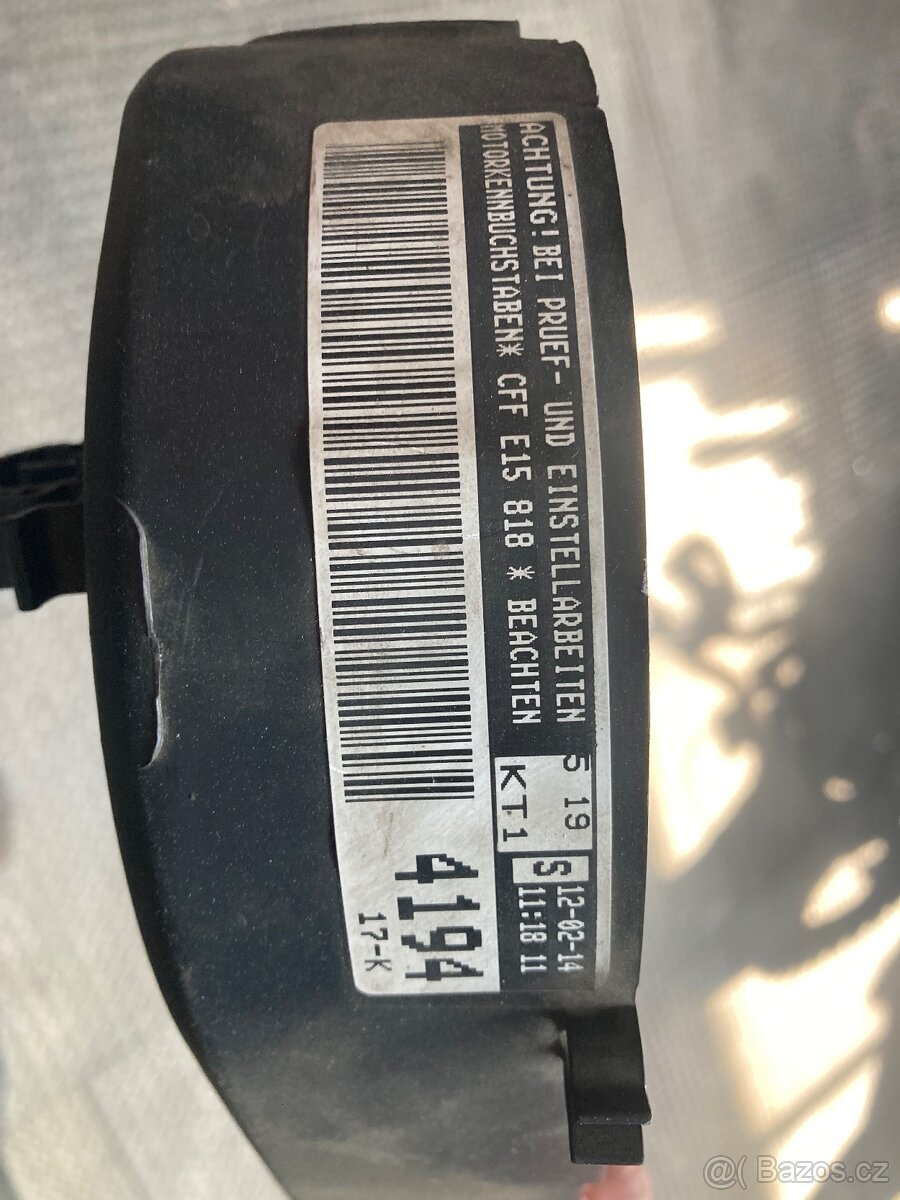 ACHTUNG! BEI PRUEF- UND EINSTELLARBEITEN
MOTORKENNBUCHSTABEN* CFF E15 818 * BEACHTEN
5 19
KT1
S 12-02-14
11:18 11
4194
17-K
@( Bazos.cz